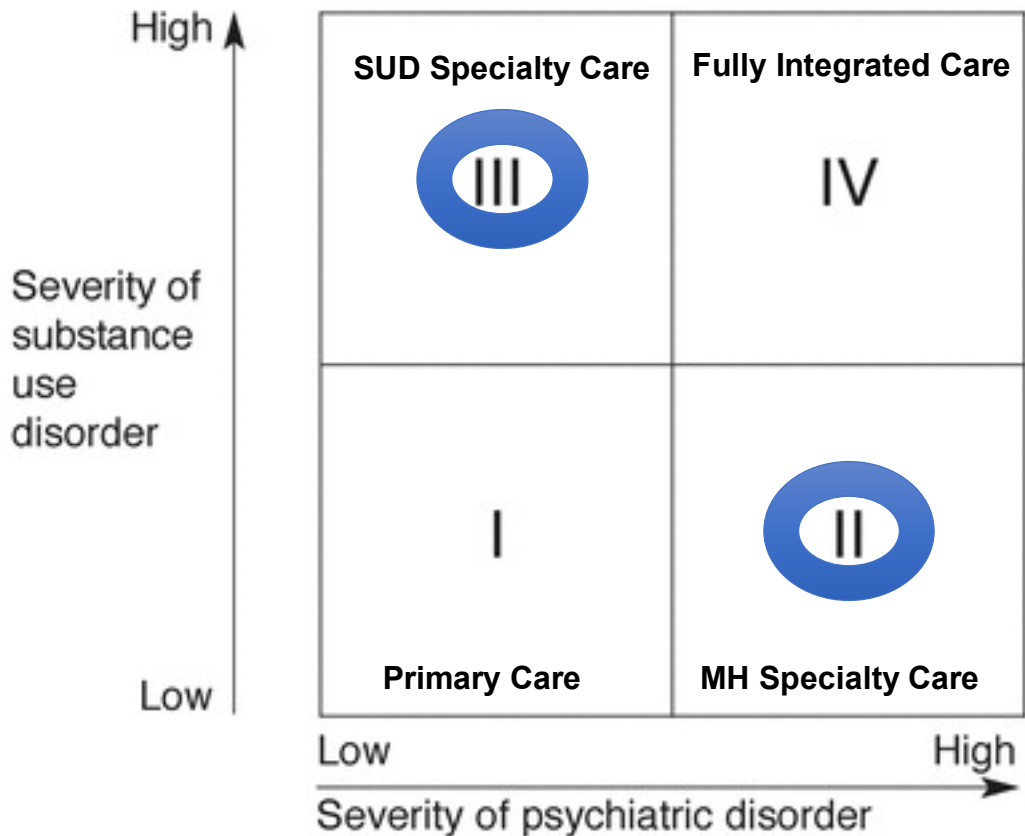 High
SUD Specialty Care
Fully Integrated Care
III
IV
Severity of
substance
use
disorder
I
II
Primary Care
MH Specialty Care
Low
Low
High
Severity of psychiatric disorder